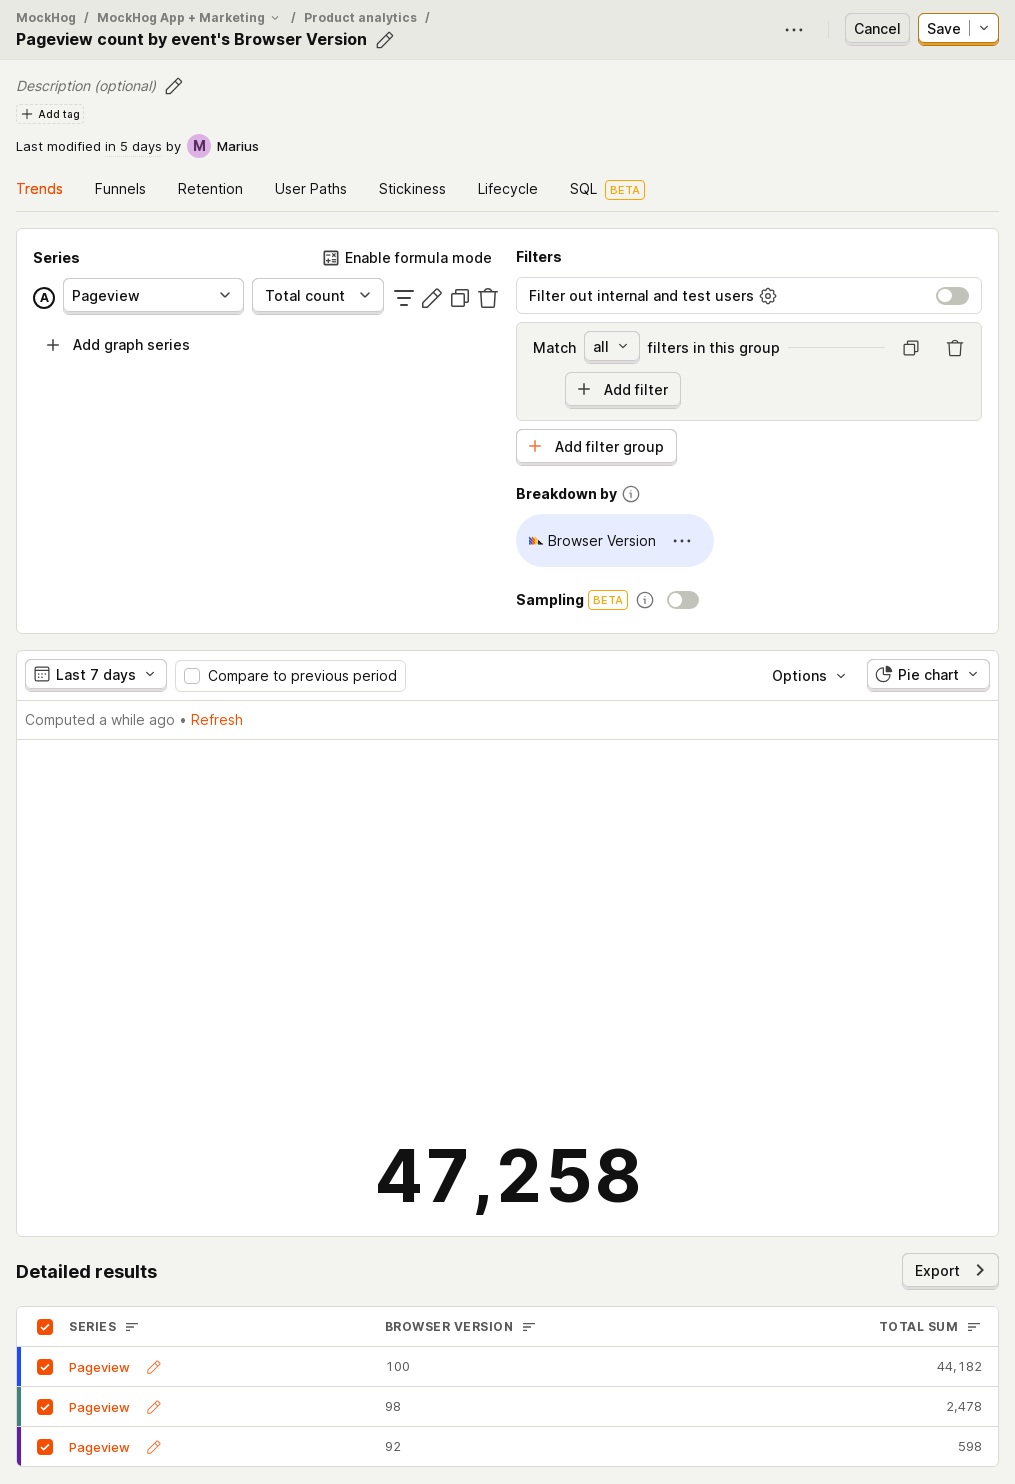 MockHog / MockHog App + Marketing / Product analytics /
Pageview count by event's Browser Version
Cancel
Save
Description (optional)
Add tag
Last modified in 5 days by M Marius
Trends Funnels Retention User Paths Stickiness Lifecycle SQL BETA
Series
Enable formula mode
A Pageview Total count
Add graph series
Filters
Filter out internal and test users
Match all filters in this group
Add filter
Add filter group
Breakdown by
Browser Version
Sampling BETA
Last 7 days
Compare to previous period
Options
Pie chart
Computed a while ago • Refresh
47,258
Detailed results
Export
SERIES BROWSER VERSION TOTAL SUM
Pageview 100 44,182
Pageview 98 2,478
Pageview 92 598